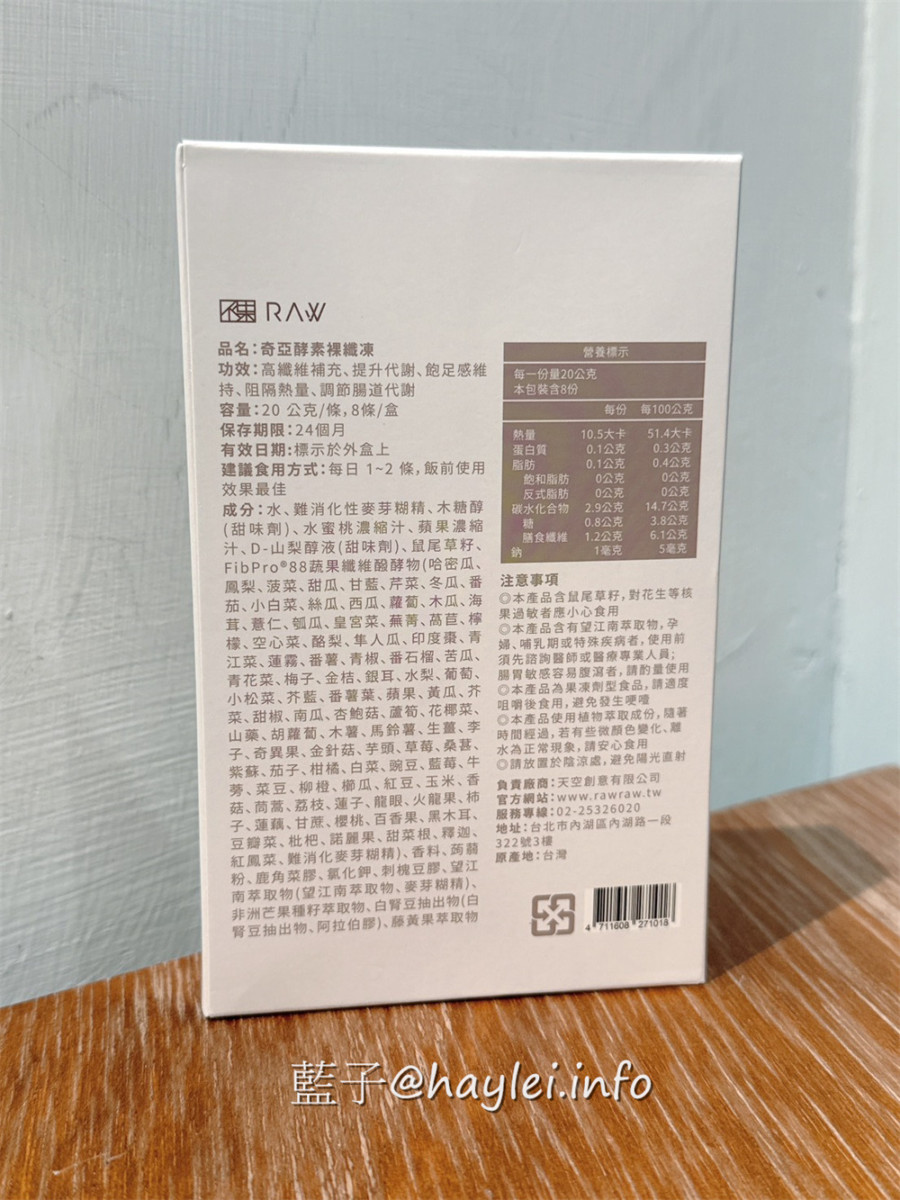 裸 RAW
品名:奇亞酵素裸纖凍
功效:高纖維補充、提升代謝、飽足感維
持、阻隔熱量、調節腸道代謝
容量:20 公克/條,8條/盒
保存期限:24個月
有效日期:標示於外盒上
建議食用方式:每日 1~2 條,飯前使用
效果最佳
成分:水、難消化性麥芽糊精、木糖醇
(甜味劑)、水蜜桃濃縮汁、蘋果濃縮
汁、D-山梨醇液(甜味劑)、鼠尾草籽、
FibPro®88蔬果纖維醱酵物(哈密瓜、
鳳梨、菠菜、甜瓜、甘藍、芹菜、冬瓜、番
茄、小白菜、絲瓜、西瓜、蘿蔔、木瓜、海
茸、薏仁、瓠瓜、皇宮菜、蕪菁、萵苣、檸
檬、空心菜、酪梨、隼人瓜、印度棗、青
江菜、蓮霧、番薯、青椒、番石榴、苦瓜、
青花菜、梅子、金桔、銀耳、水梨、葡萄、
小松菜、芥藍、番薯葉、蘋果、黃瓜、芥
菜、甜椒、南瓜、杏鮑菇、蘆筍、花椰菜、
山藥、胡蘿蔔、木薯、馬鈴薯、生薑、李
子、奇異果、金針菇、芋頭、草莓、桑葚、
紫蘇、茄子、柑橘、白菜、豌豆、藍莓、牛
蒡、菜豆、柳橙、櫛瓜、紅豆、玉米、香
菇、茼蒿、荔枝、蓮子、龍眼、火龍果、柿
子、蓮藕、甘蔗、櫻桃、百香果、黑木耳、
豆瓣菜、枇杷、諾麗果、甜菜根、釋迦、
紅鳳菜、難消化麥芽糊精)、香料、蒟蒻
粉、鹿角菜膠、氯化鉀、刺槐豆膠、望江
南萃取物(望江南萃取物、麥芽糊精)、
非洲芒果種籽萃取物、白腎豆抽出物(白
腎豆抽出物、阿拉伯膠)、藤黃果萃取物
營養標示
每一份量20公克
本包裝含8份
每份 每100公克
熱量 10.5大卡 51.4大卡
蛋白質 0.1公克 0.3公克
脂肪 0.1公克 0.4公克
飽和脂肪 0公克 0公克
反式脂肪 0公克 0公克
碳水化合物 2.9公克 14.7公克
糖 0.8公克 3.8公克
膳食纖維 1.2公克 6.1公克
鈉 1毫克 5毫克
注意事項
◎本產品含鼠尾草籽,對花生等核
果過敏者應小心食用
◎本產品含有望江南萃取物,孕
婦、哺乳期或特殊疾病者,使用前
須先諮詢醫師或醫療專業人員;
腸胃敏感容易腹瀉者,請酌量使用
◎本產品為果凍劑型食品,請適度
咀嚼後食用,避免發生哽噎
◎本產品使用植物萃取成份,隨著
時間經過,若有些微顏色變化、離
水為正常現象,請安心食用
◎請放置於陰涼處,避免陽光直射
負責廠商:天空創意有限公司
官方網站:www.rawraw.tw
服務專線:02-25326020
地址:台北市內湖區內湖路一段
322號3樓
原產地:台灣
4 711608 271018
藍子@haylei.info